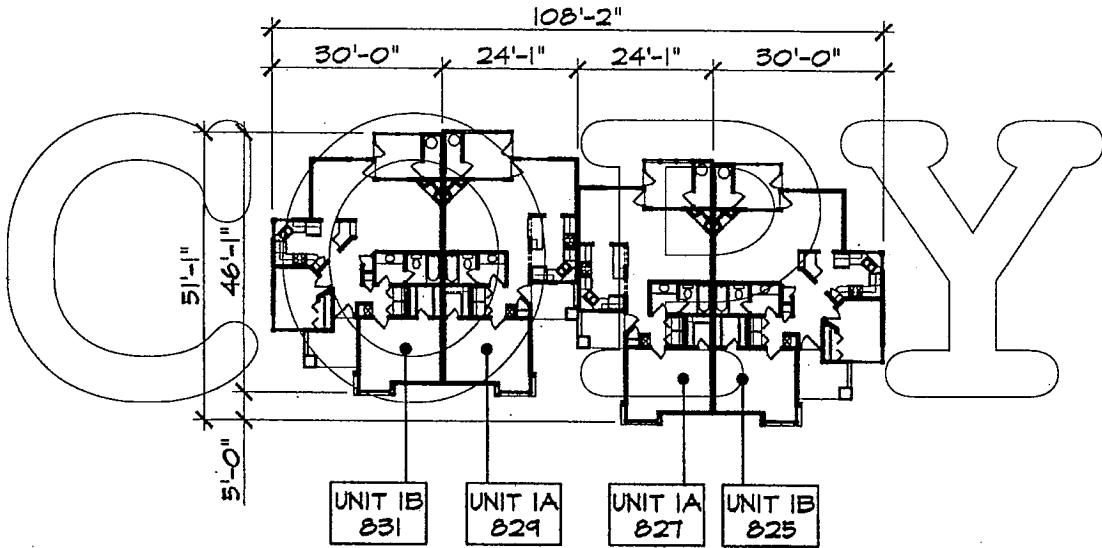 108'-2"
30'-0" 24'-1" 24'-1" 30'-0"
COPY
51'-1"
46'-1"
5'-0"
UNIT 1B
831
UNIT 1A
829
UNIT 1A
827
UNIT 1B
825